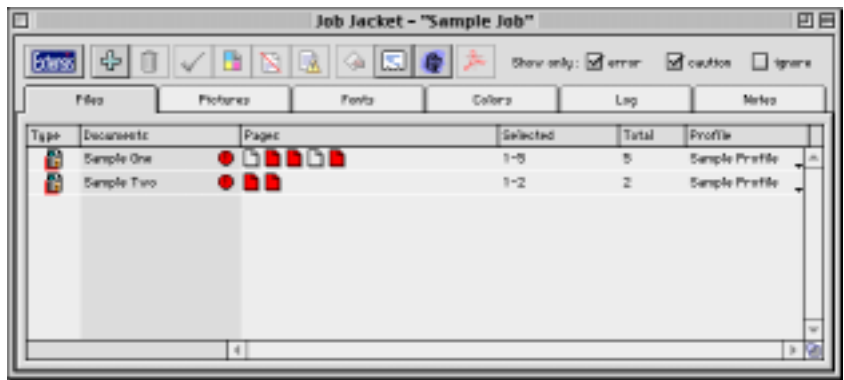 Job Jacket - "Sample Job"
Extensis Show only: error caution ignore
Files Pictures Fonts Colors Log Notes
Type Documents Pages Selected Total Profile
Sample One 1-5 5 Sample Profile
Sample Two 1-2 2 Sample Profile